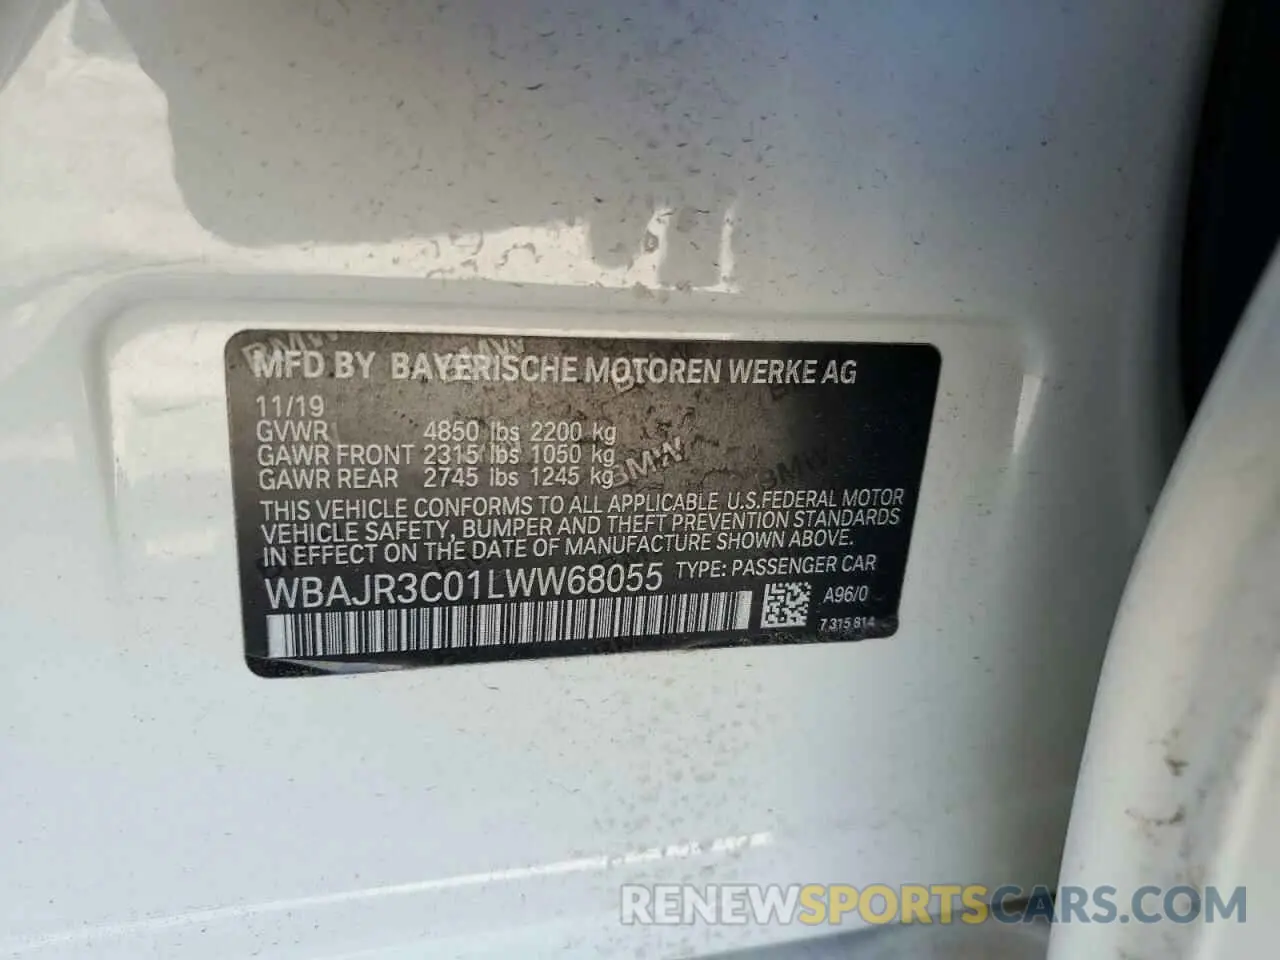 MFD BY BAYERISCHE MOTOREN WERKE AG
11/19
GVWR 4850 lbs 2200 kg
GAWR FRONT 2315 lbs 1050 kg
GAWR REAR 2745 lbs 1245 kg
THIS VEHICLE CONFORMS TO ALL APPLICABLE U.S.FEDERAL MOTOR
VEHICLE SAFETY, BUMPER AND THEFT PREVENTION STANDARDS
IN EFFECT ON THE DATE OF MANUFACTURE SHOWN ABOVE.
WBAJR3C01LWW68055 TYPE: PASSENGER CAR
A96/0
7 315 814
RENEWSPORTSCARS.COM